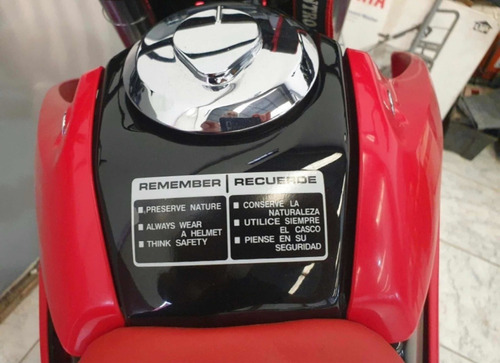 REMEMBER
PRESERVE NATURE
ALWAYS WEAR
A HELMET
THINK SAFETY
RECUERDE
CONSERVE LA
NATURALEZA
UTILICE SIEMPRE
EL CASCO
PIENSE EN SU
SEGURIDAD